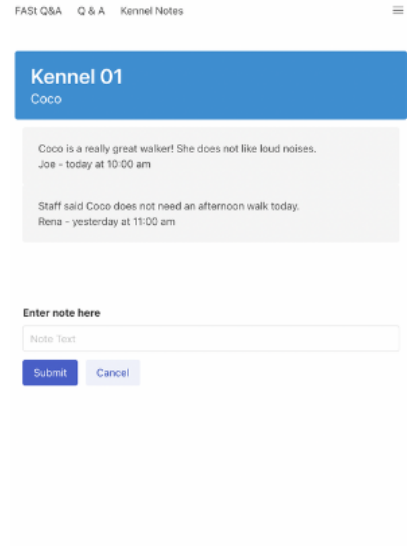 FASt Q&A Q & A Kennel Notes
Kennel 01
Coco
Coco is a really great walker! She does not like loud noises.
Joe - today at 10:00 am
Staff said Coco does not need an afternoon walk today.
Rena - yesterday at 11:00 am
Enter note here
Note Text
Submit Cancel